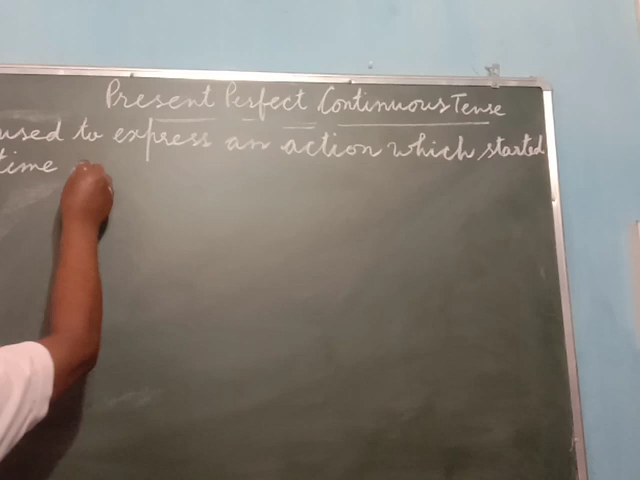 Present Perfect Continuous Tense
used to express an action which started
time